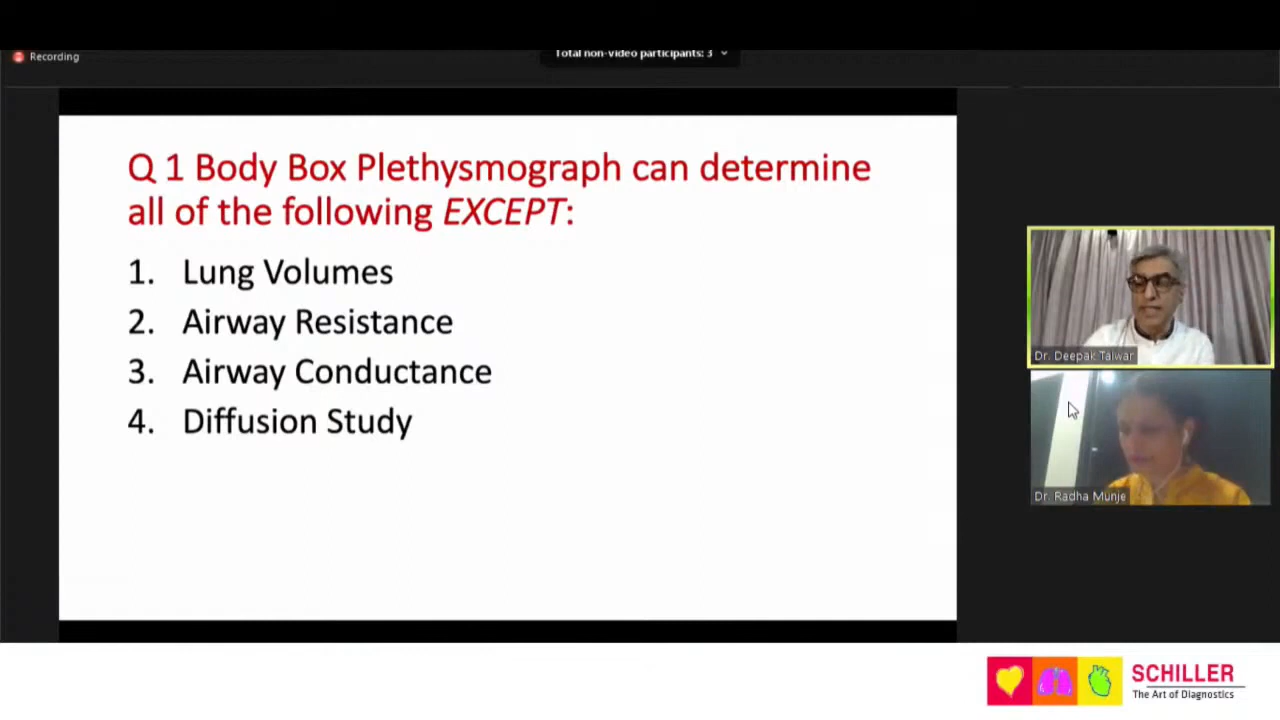 Total non-video participants: 3
Recording
Q 1 Body Box Plethysmograph can determine
all of the following EXCEPT:
1. Lung Volumes
2. Airway Resistance
3. Airway Conductance
4. Diffusion Study
Dr. Deepak Talwar
Dr. Radha Munje
SCHILLER
The Art of Diagnostics